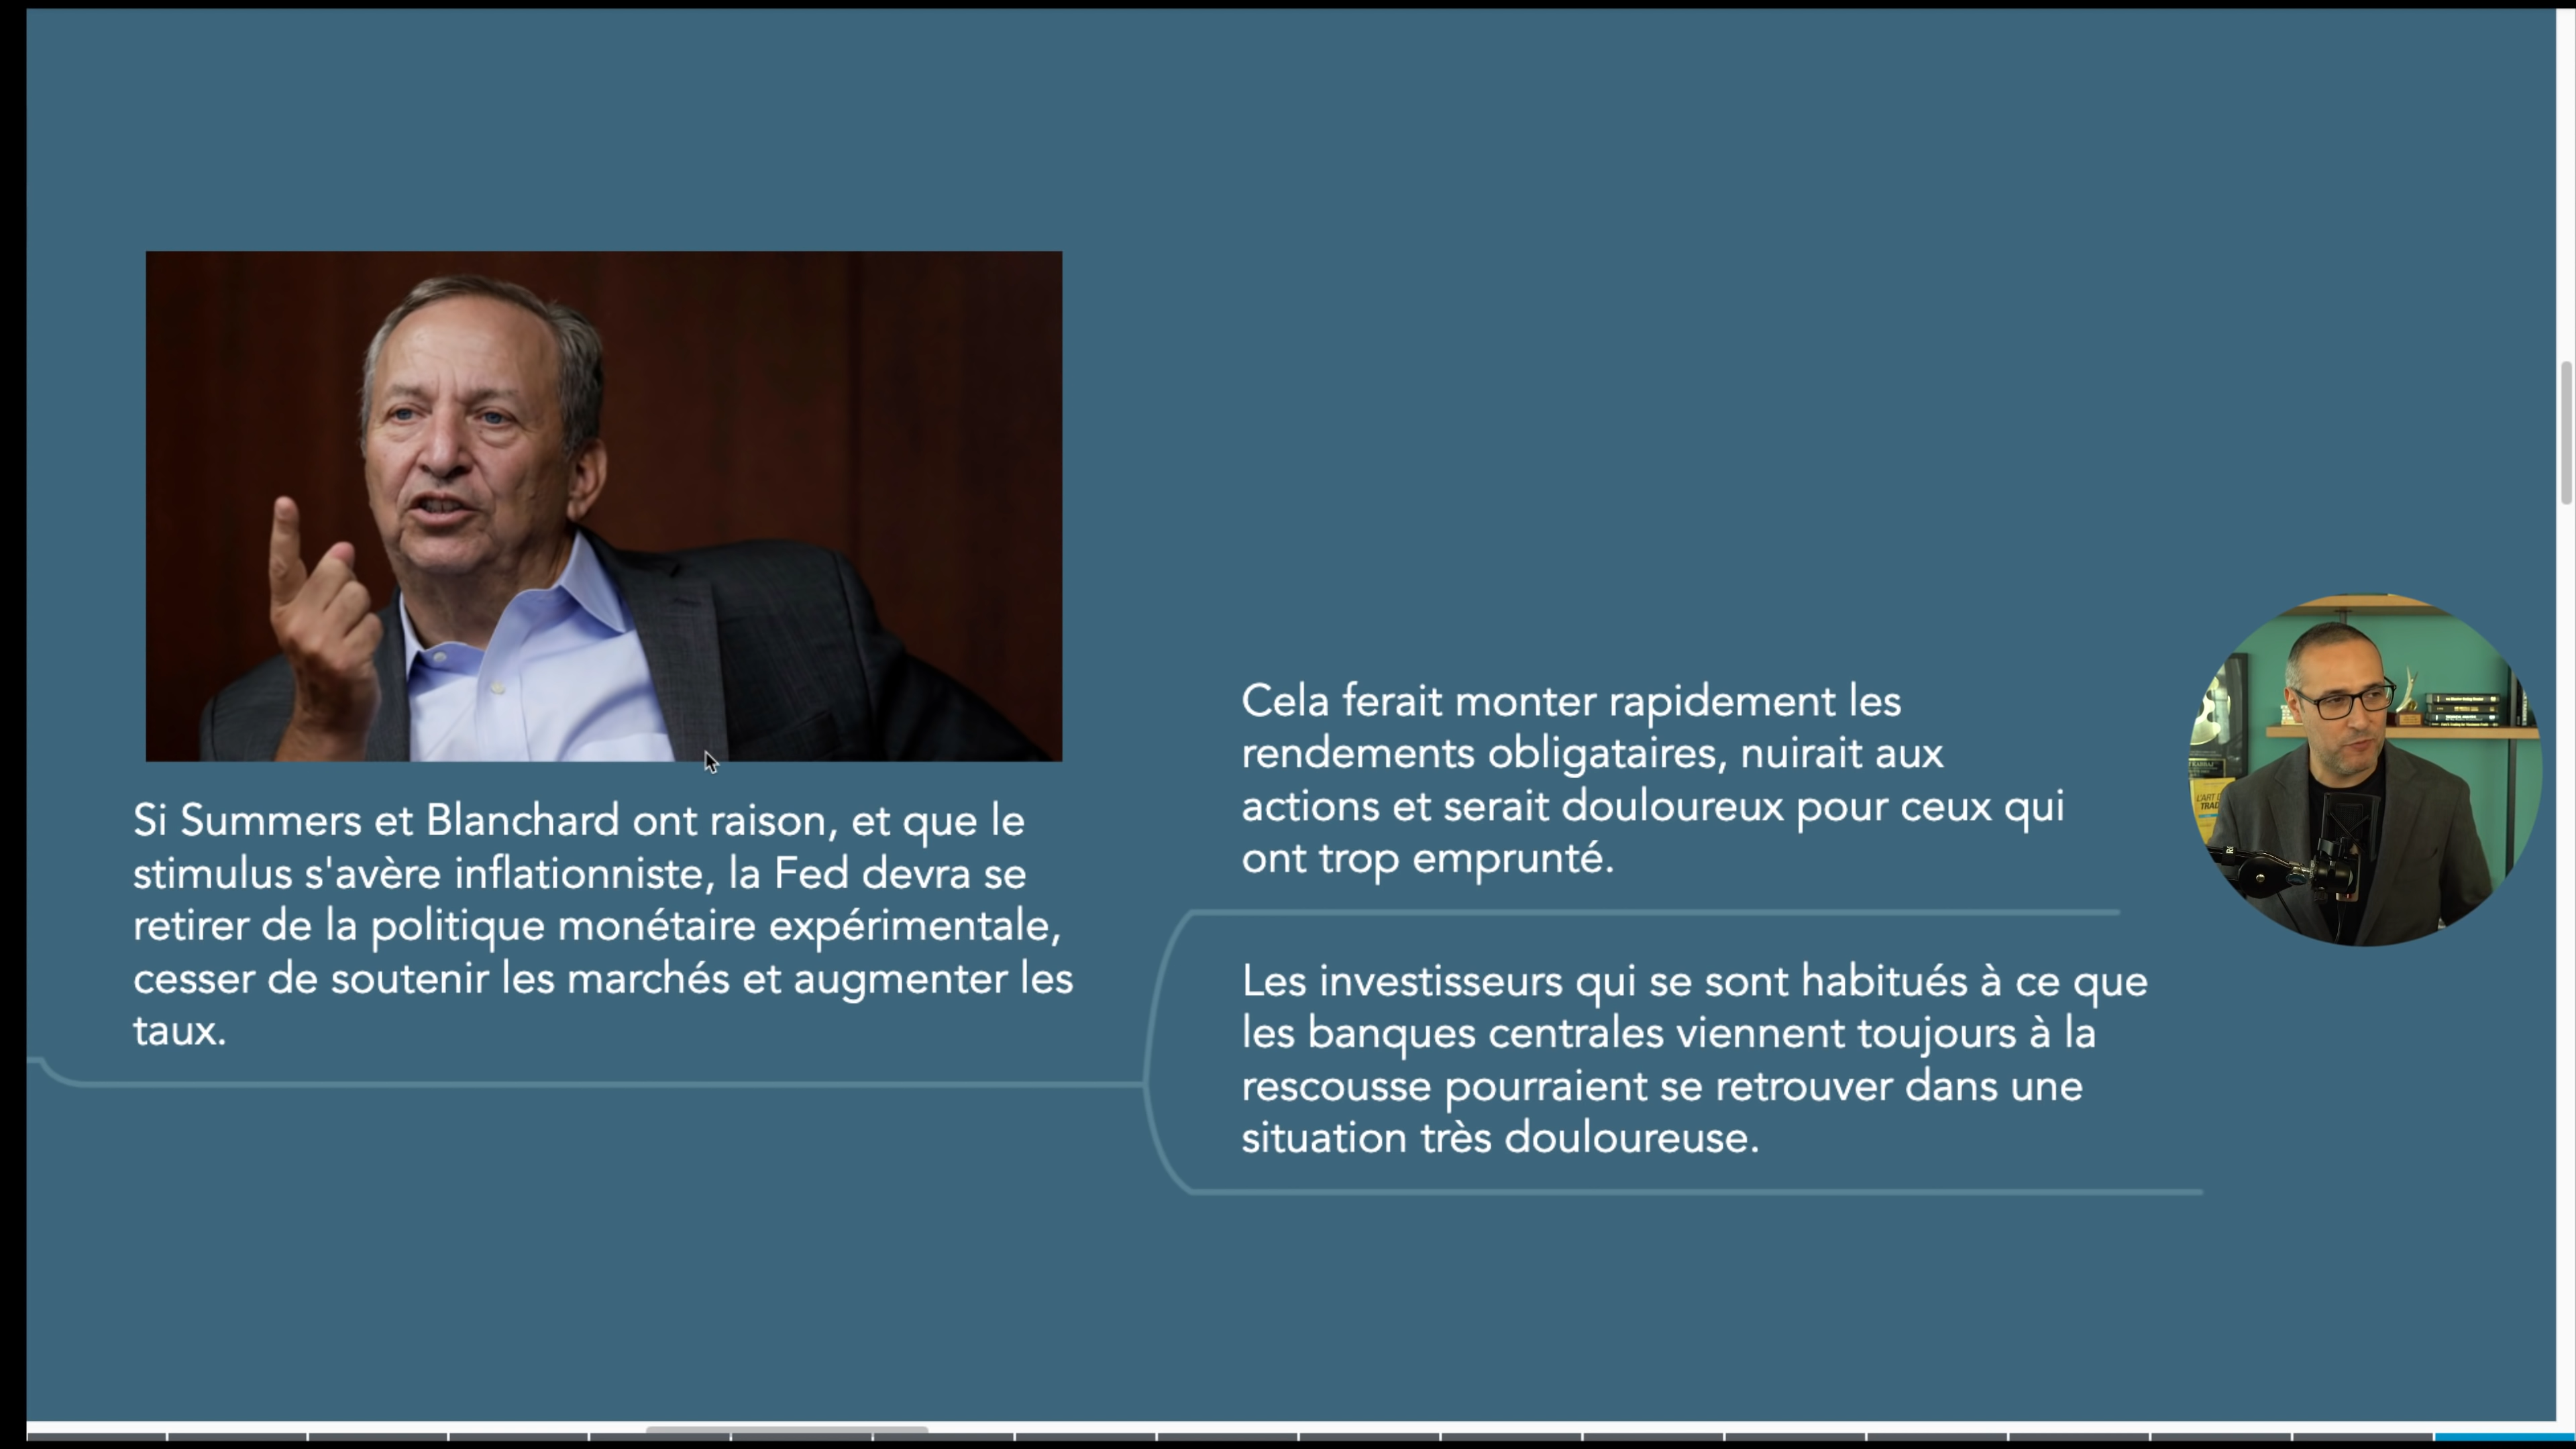 Si Summers et Blanchard ont raison, et que le
stimulus s'avère inflationniste, la Fed devra se
retirer de la politique monétaire expérimentale,
cesser de soutenir les marchés et augmenter les
taux.
Cela ferait monter rapidement les
rendements obligataires, nuirait aux
actions et serait douloureux pour ceux qui
ont trop emprunté.
Les investisseurs qui se sont habitués à ce que
les banques centrales viennent toujours à la
rescousse pourraient se retrouver dans une
situation très douloureuse.